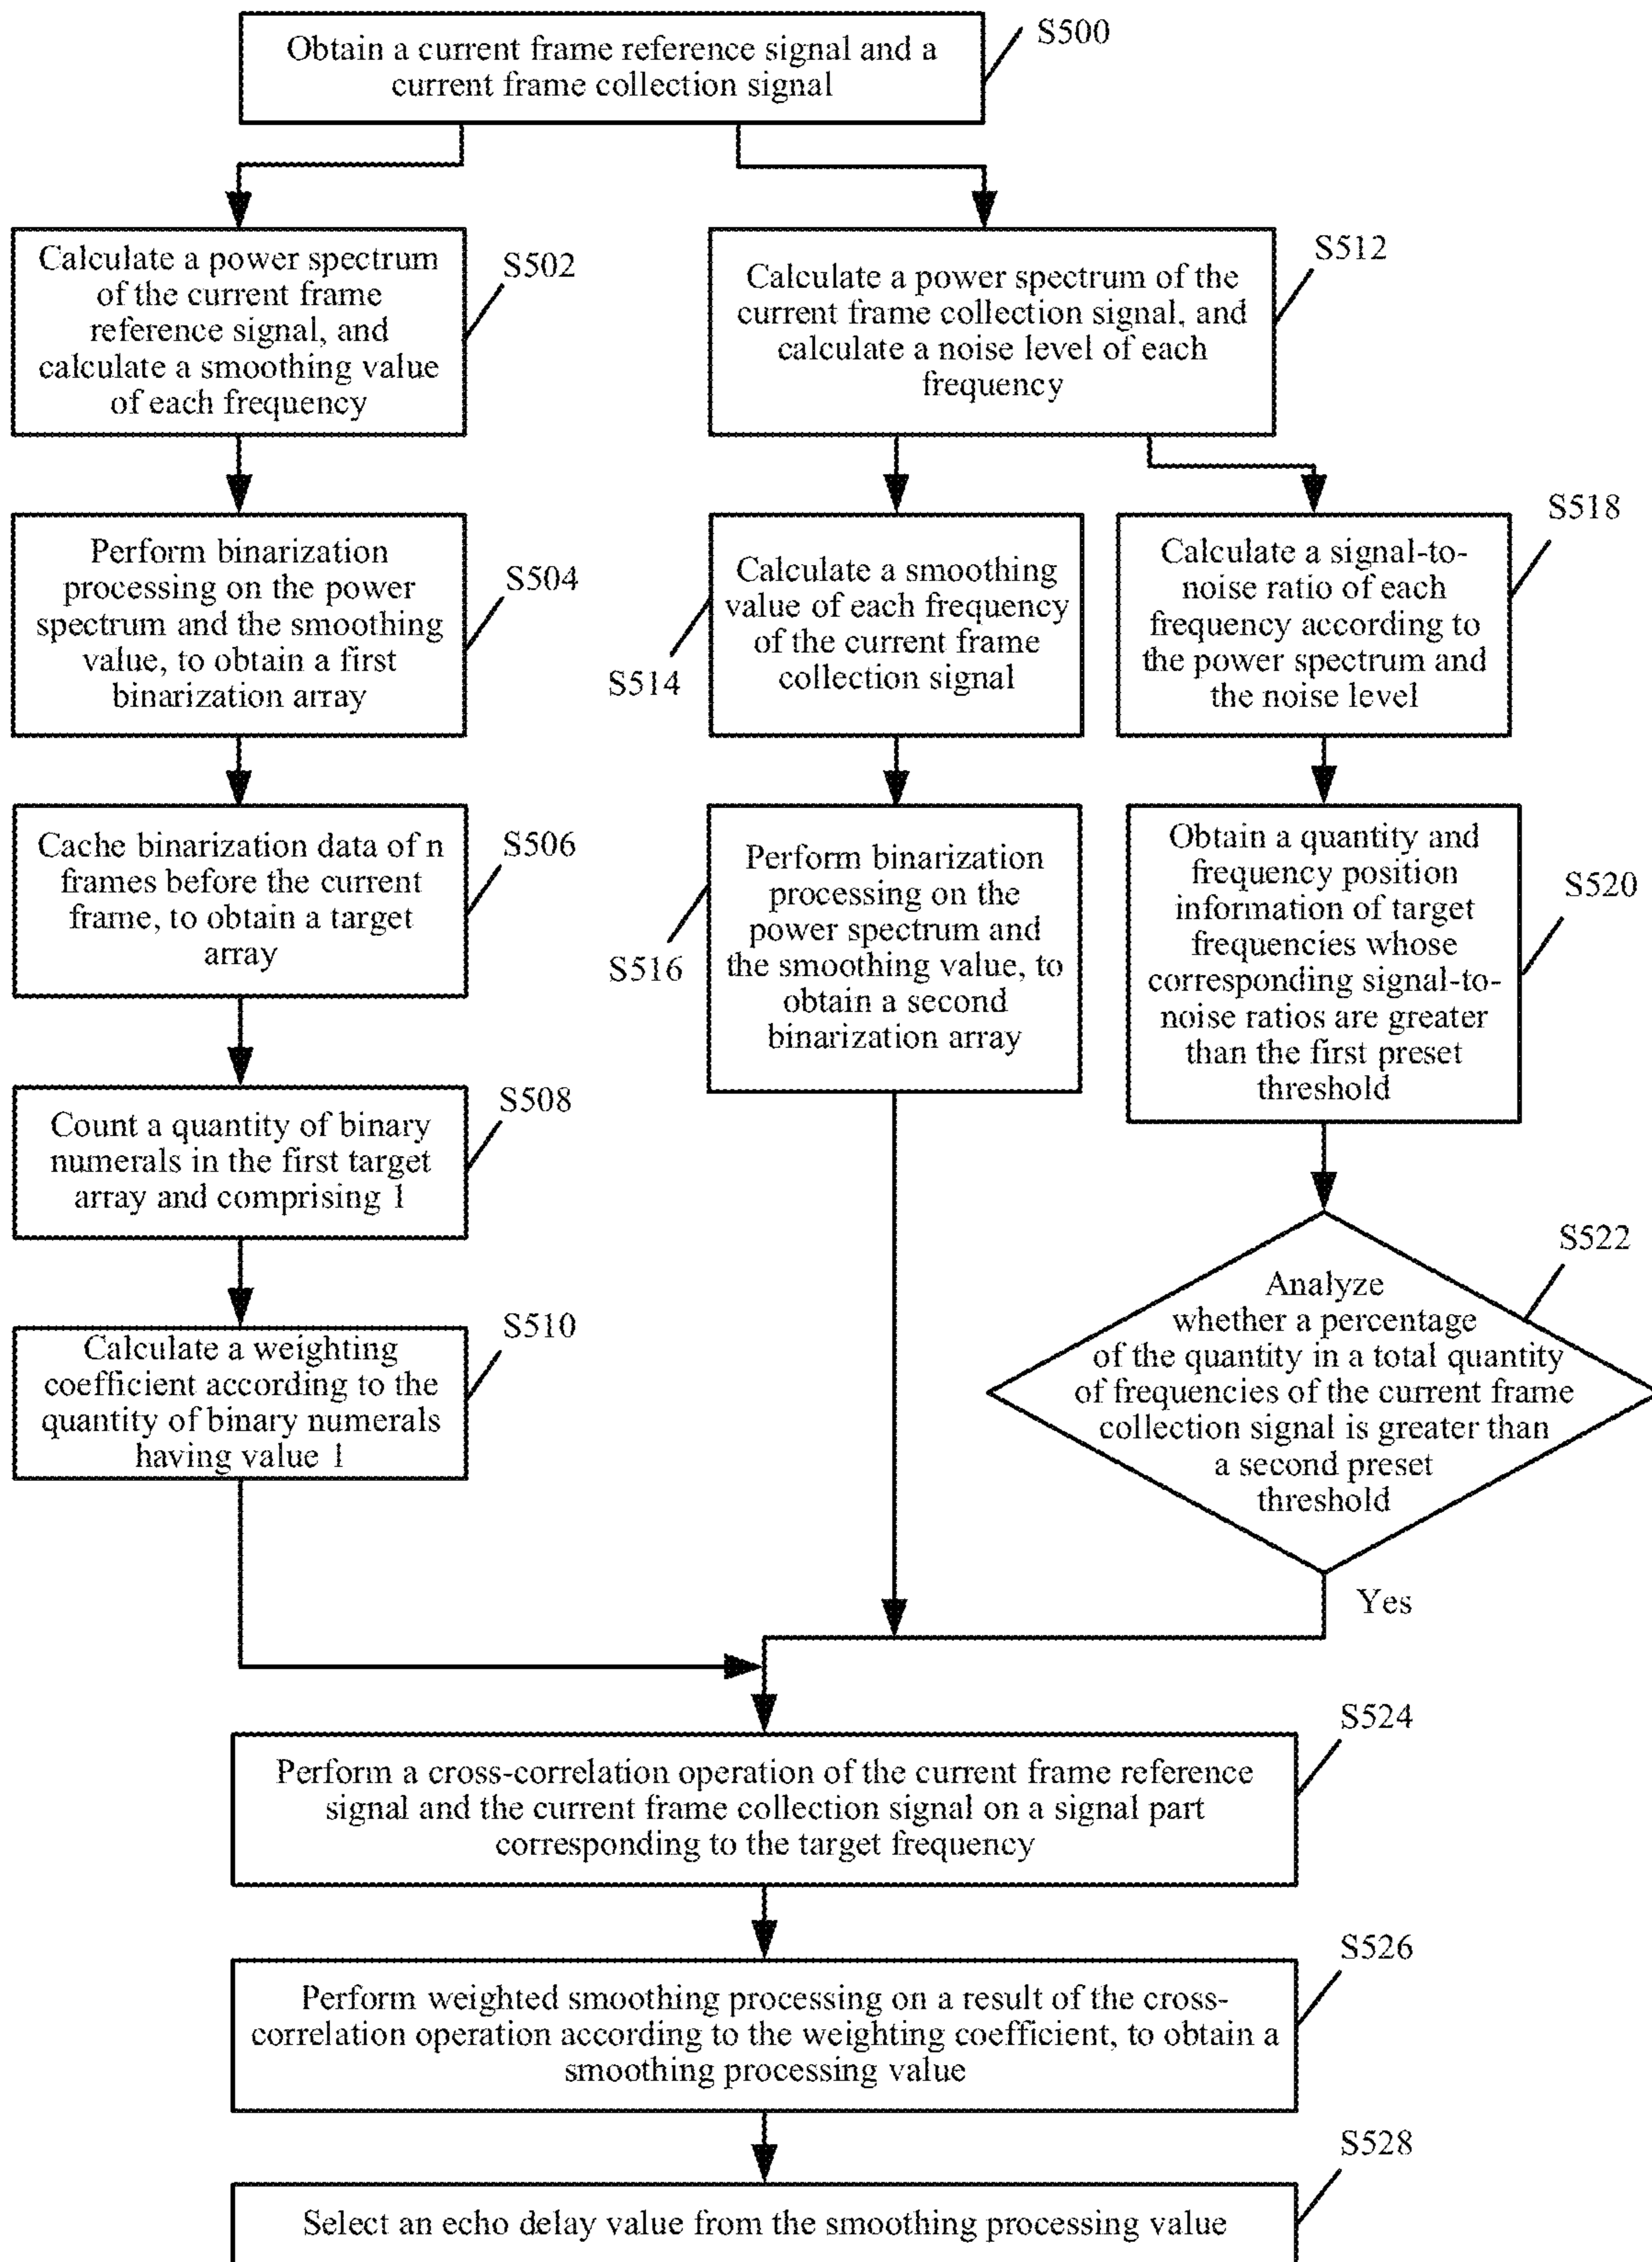 Obtain a current frame reference signal and a
current frame collection signal
S500
Calculate a power spectrum
of the current frame
reference signal, and
calculate a smoothing value
of each frequency
S502
Calculate a power spectrum of the
current frame collection signal, and
calculate a noise level of each
frequency
S512
Perform binarization
processing on the power
spectrum and the smoothing
value, to obtain a first
binarization array
S504
Calculate a smoothing
value of each frequency
of the current frame
collection signal
S514
Calculate a signal-to-
noise ratio of each
frequency according to
the power spectrum and
the noise level
S518
Cache binarization data of n
frames before the current
frame, to obtain a target
array
S506
Perform binarization
processing on the
power spectrum and
the smoothing value, to
obtain a second
binarization array
S516
Obtain a quantity and
frequency position
information of target
frequencies whose
corresponding signal-to-
noise ratios are greater
than the first preset
threshold
S520
Count a quantity of binary
numerals in the first target
array and comprising 1
S508
Calculate a weighting
coefficient according to the
quantity of binary numerals
having value 1
S510
Analyze
whether a percentage
of the quantity in a total quantity
of frequencies of the current frame
collection signal is greater than
a second preset
threshold
S522
Yes
Perform a cross-correlation operation of the current frame reference
signal and the current frame collection signal on a signal part
corresponding to the target frequency
S524
Perform weighted smoothing processing on a result of the cross-
correlation operation according to the weighting coefficient, to obtain a
smoothing processing value
S526
Select an echo delay value from the smoothing processing value
S528